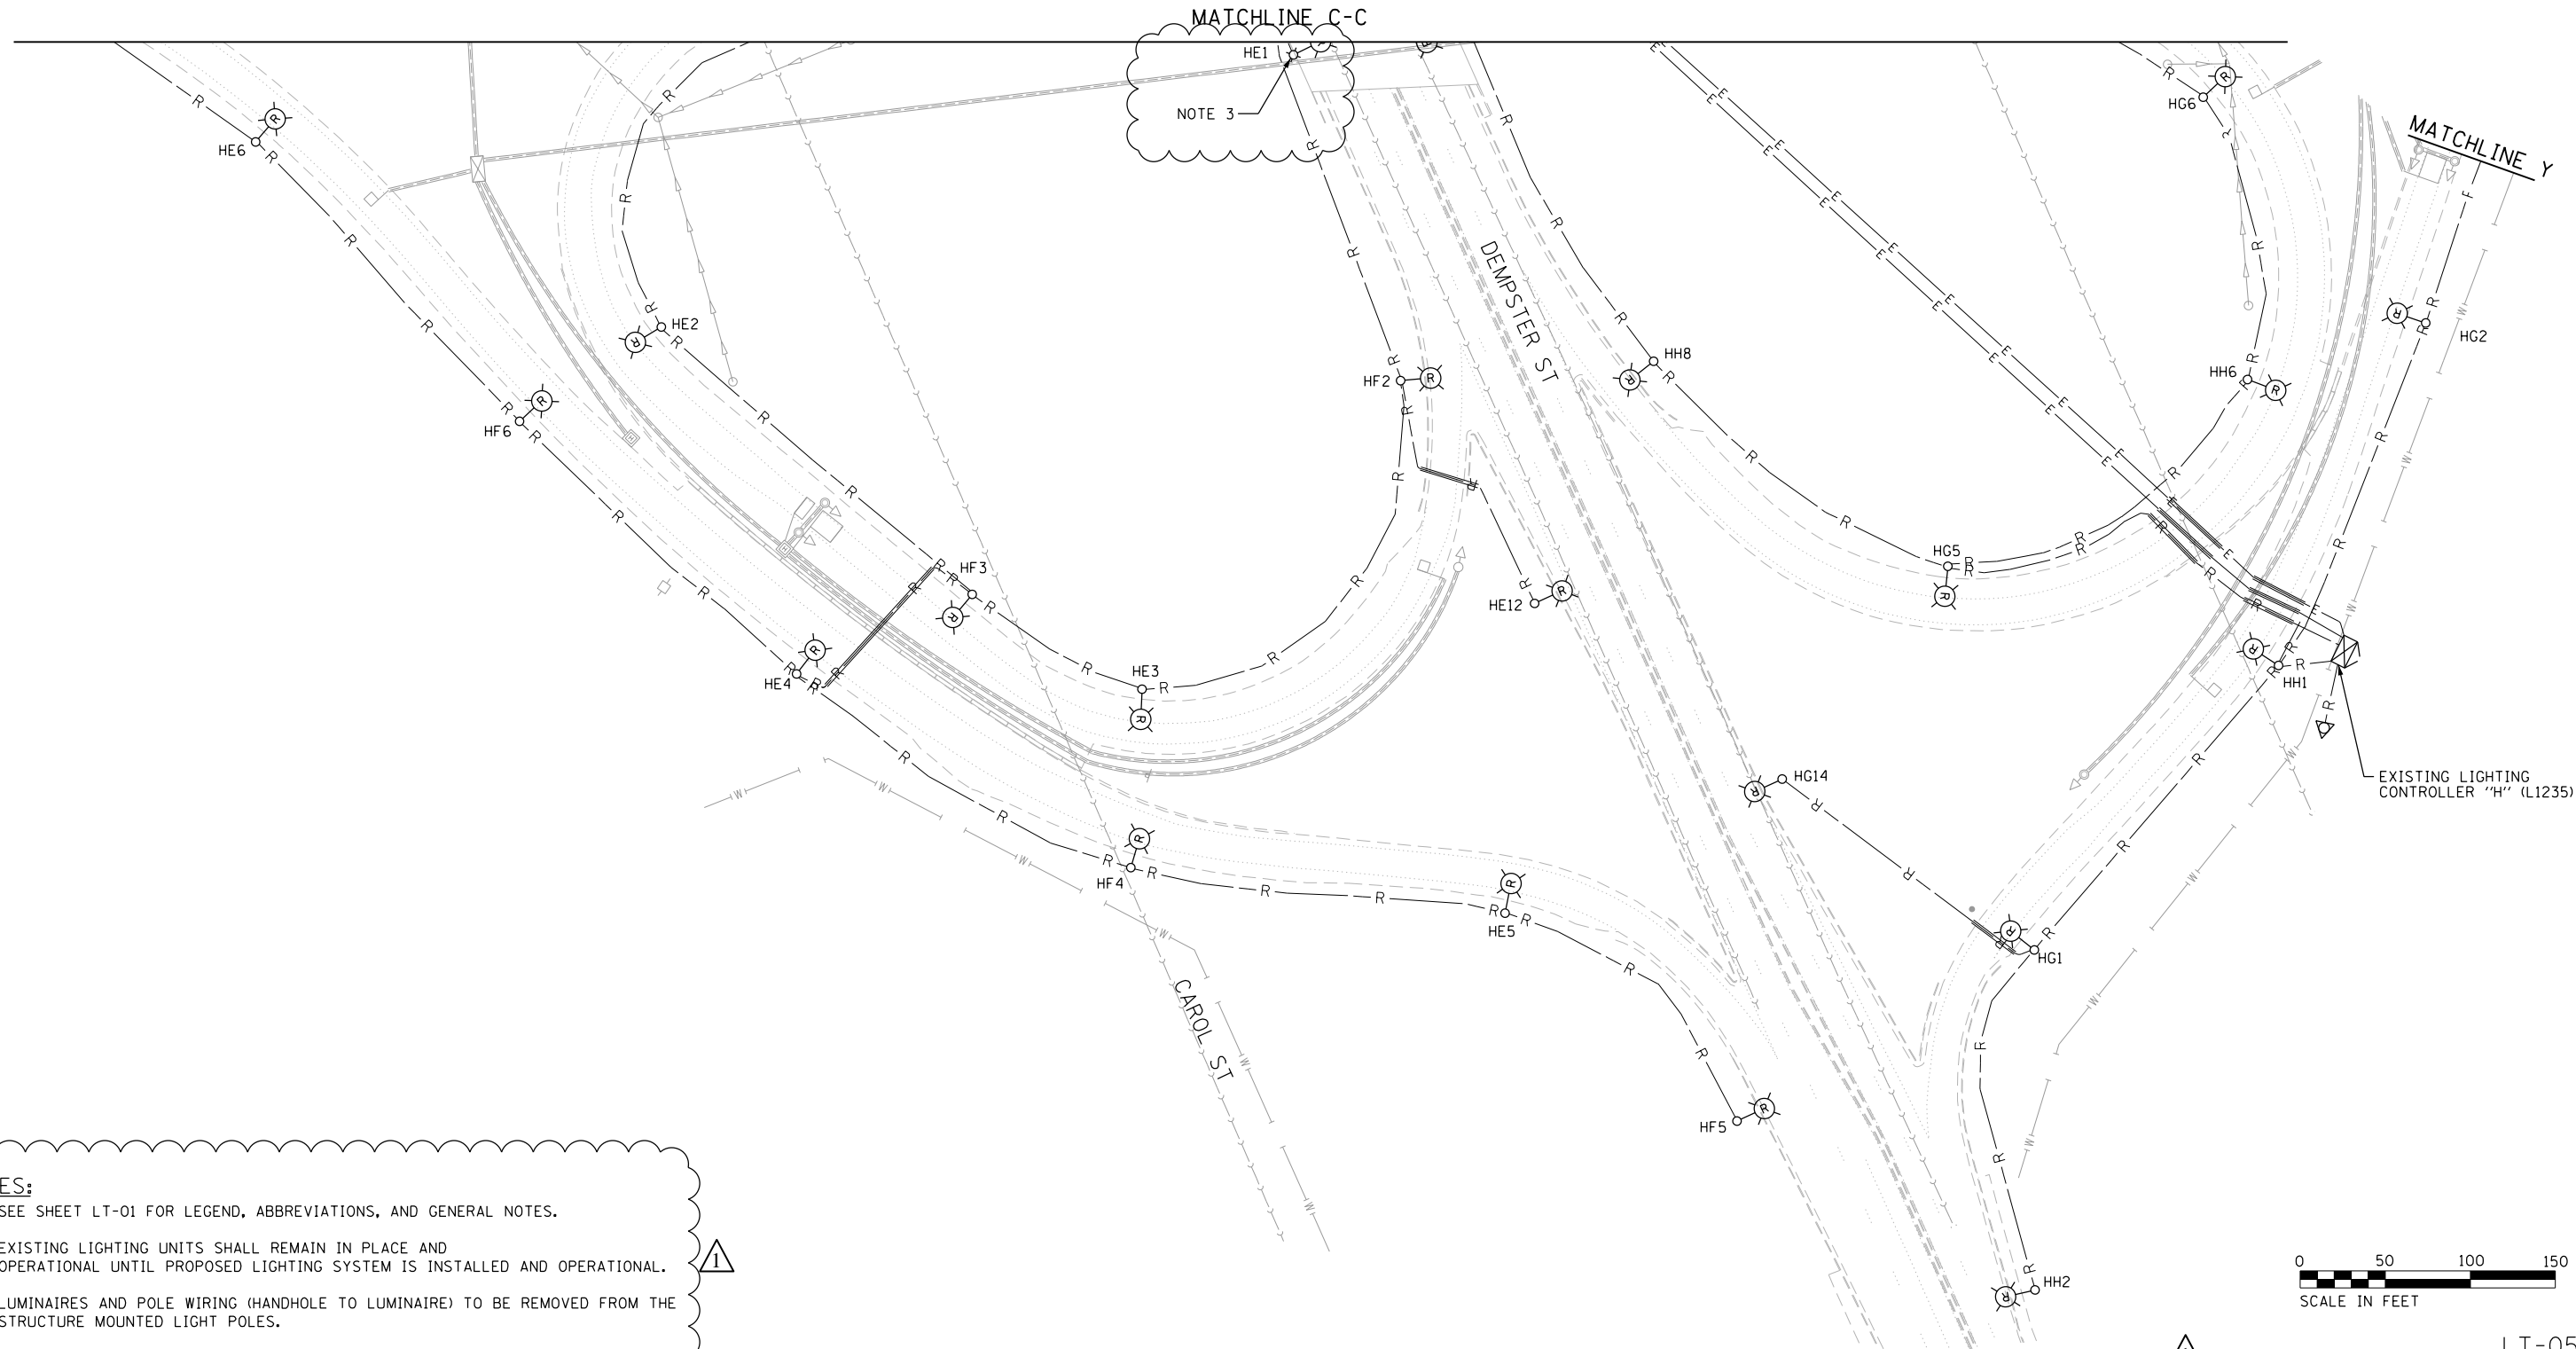 MATCHLINE C-C
HE1
NOTE 3
HE6
HG6
MATCHLINE Y
HE2
DEMPSTER ST
HG2
HH8
HF2
HH6
HF6
HG5
HF3
HE12
HE3
HE4
HH1
HG14
EXISTING LIGHTING
CONTROLLER "H" (L1235)
HF4
HE5
HG1
CAROL ST
HF5
HH2
ES:
SEE SHEET LT-01 FOR LEGEND, ABBREVIATIONS, AND GENERAL NOTES.
EXISTING LIGHTING UNITS SHALL REMAIN IN PLACE AND
OPERATIONAL UNTIL PROPOSED LIGHTING SYSTEM IS INSTALLED AND OPERATIONAL.
1
LUMINAIRES AND POLE WIRING (HANDHOLE TO LUMINAIRE) TO BE REMOVED FROM THE
STRUCTURE MOUNTED LIGHT POLES.
0 50 100 150
SCALE IN FEET
LT-05